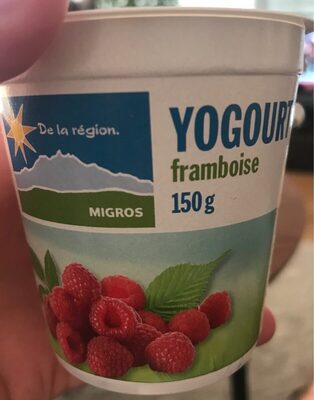 De la région.
MIGROS
YOGOURT
framboise
150g